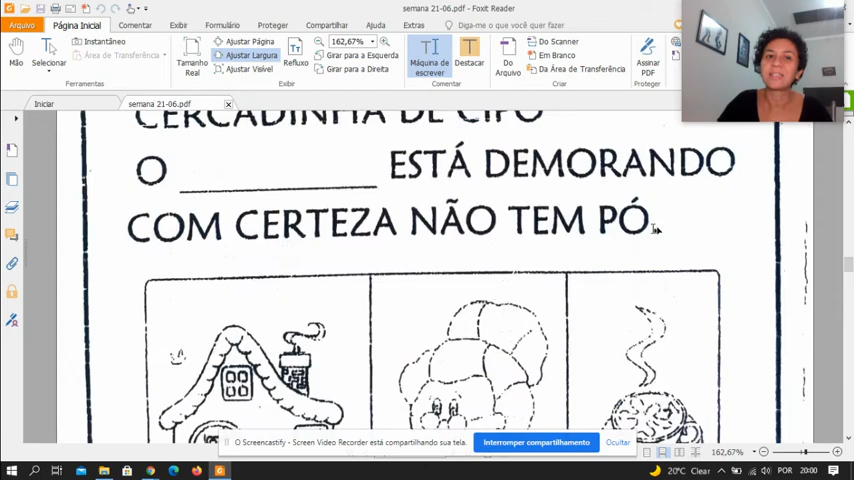 semana 21-06.pdf - Foxit Reader
Arquivo Página Inicial Comentar Exibir Formulário Proteger Compartilhar Ajuda Extras Diga-me o que você quer fazer
Mão
Selecionar
Instantâneo
Área de Transferência
Ferramentas
Tamanho Real
Ajustar Página
Ajustar Largura
Ajustar Visível
Refluxo
162,67%
Girar para a Esquerda
Girar para a Direita
Exibir
Máquina de escrever
Destacar
Comentar
Do Arquivo
Do Scanner
Em Branco
Da Área de Transferência
Criar
Assinar PDF
Iniciar
semana 21-06.pdf
CERCADINHA DE CIPÓ
O ESTÁ DEMORANDO
COM CERTEZA NÃO TEM PÓ.
O Screencastify - Screen Video Recorder está compartilhando sua tela.
Interromper compartilhamento
Ocultar
162,67%
20°C Clear
POR
20:00